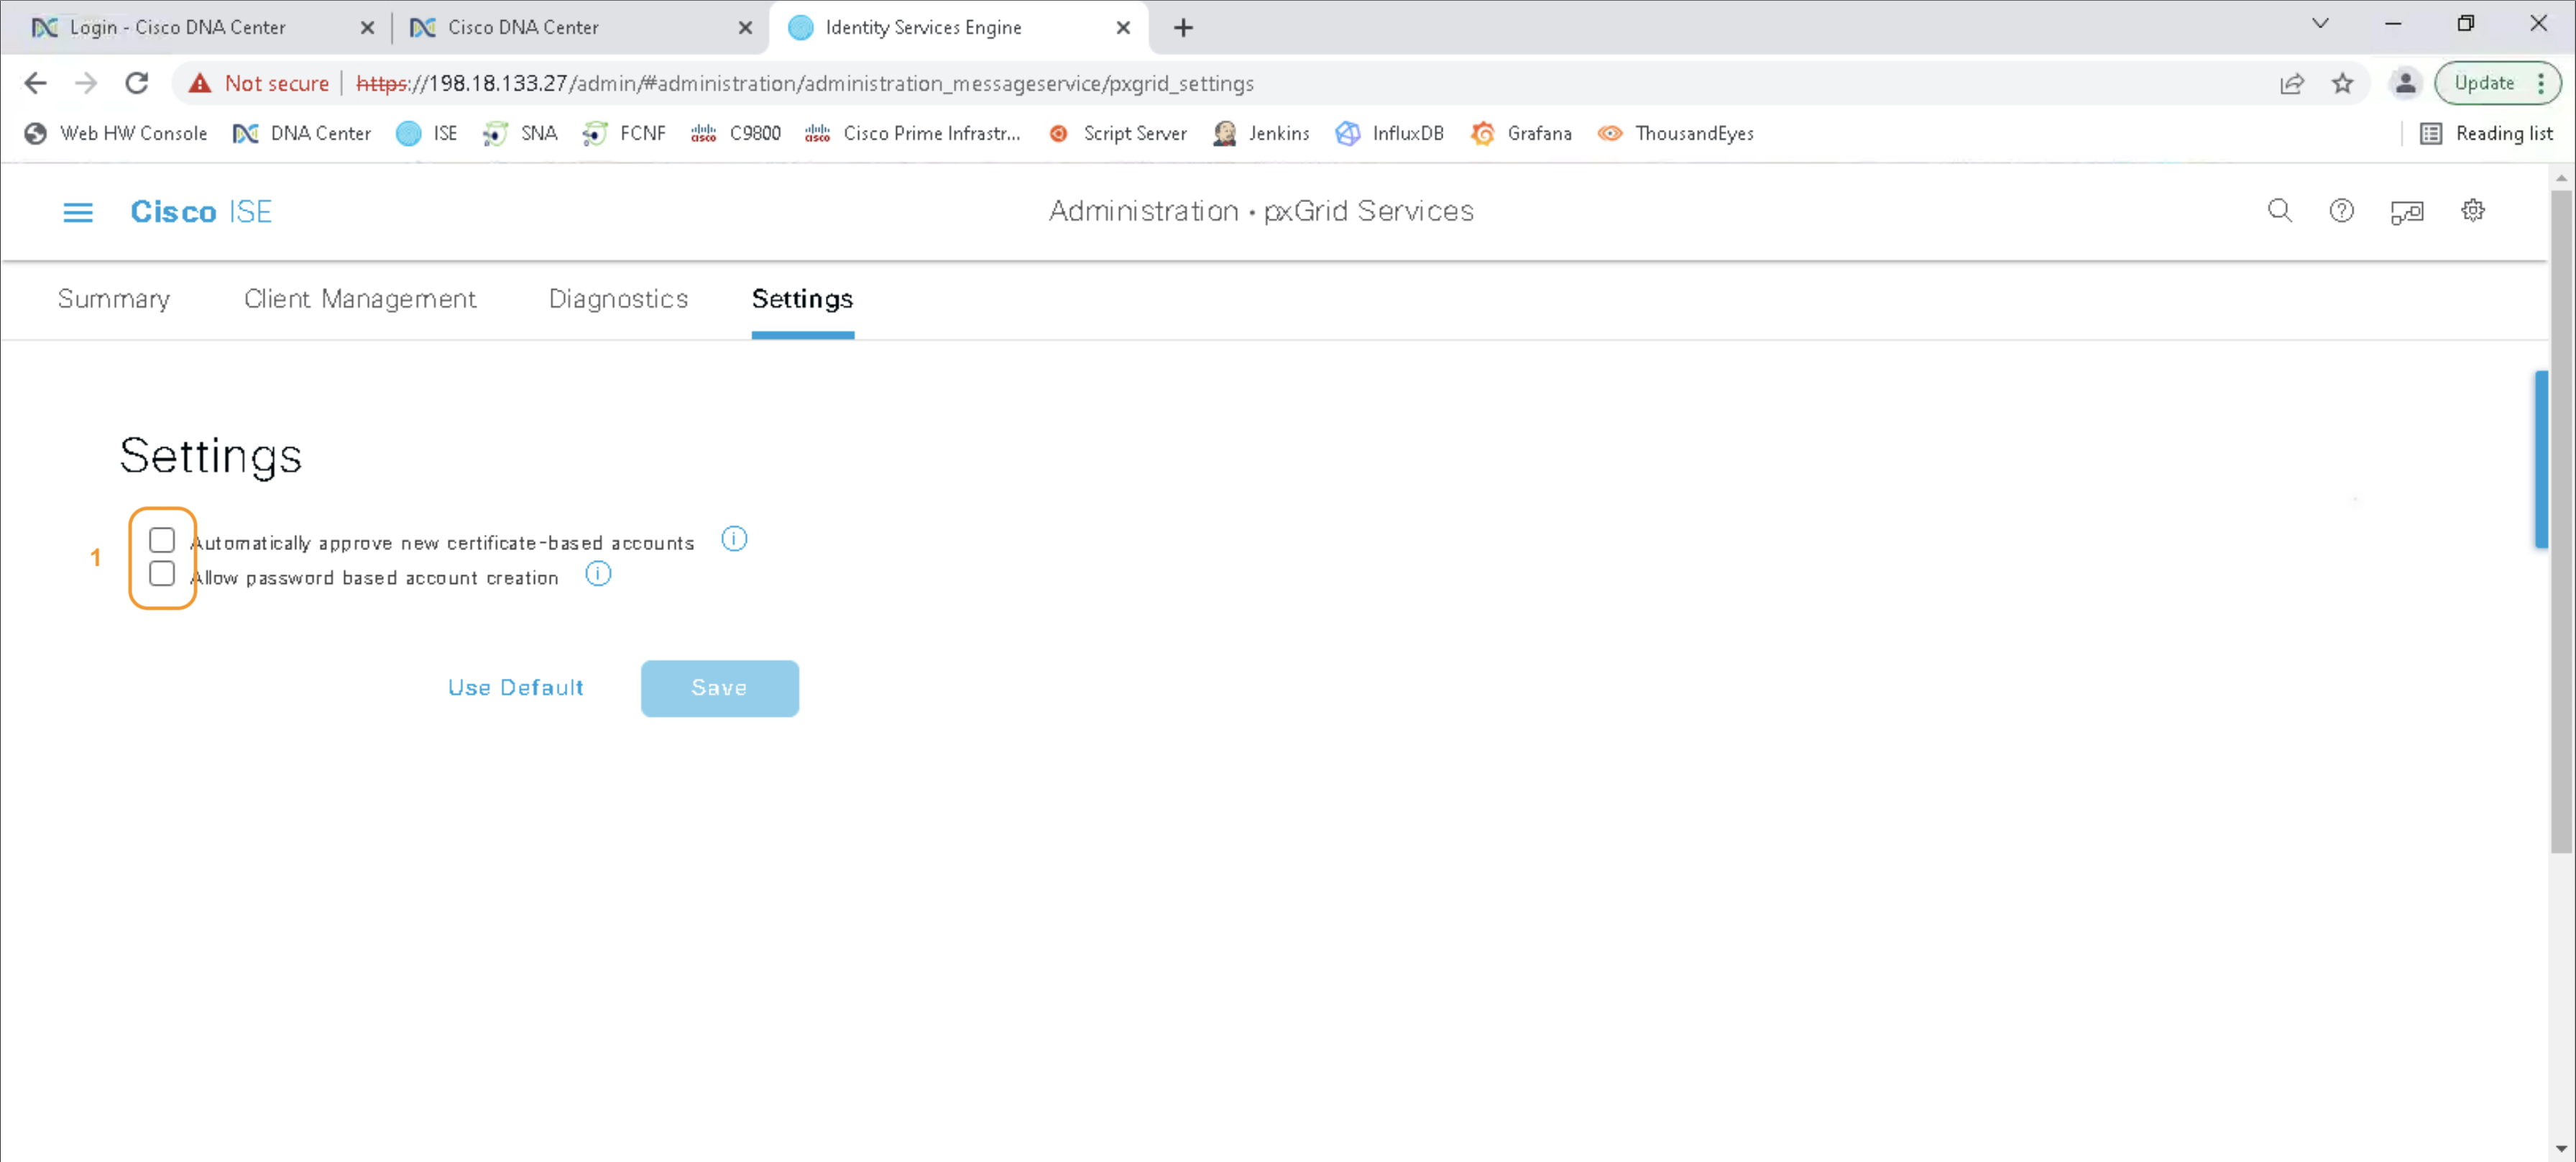 Login - Cisco DNA Center
Cisco DNA Center
Identity Services Engine
Not secure
https://198.18.133.27/admin/#administration/administration_messageservice/pxgrid_settings
Update
Web HW Console
DNA Center
ISE
SNA
FCNF
cisco
C9800
cisco
Cisco Prime Infrastr...
Script Server
Jenkins
InfluxDB
Grafana
ThousandEyes
Reading list
Cisco ISE
Administration • pxGrid Services
Summary
Client Management
Diagnostics
Settings
Settings
1
Automatically approve new certificate-based accounts
Allow password based account creation
Use Default
Save